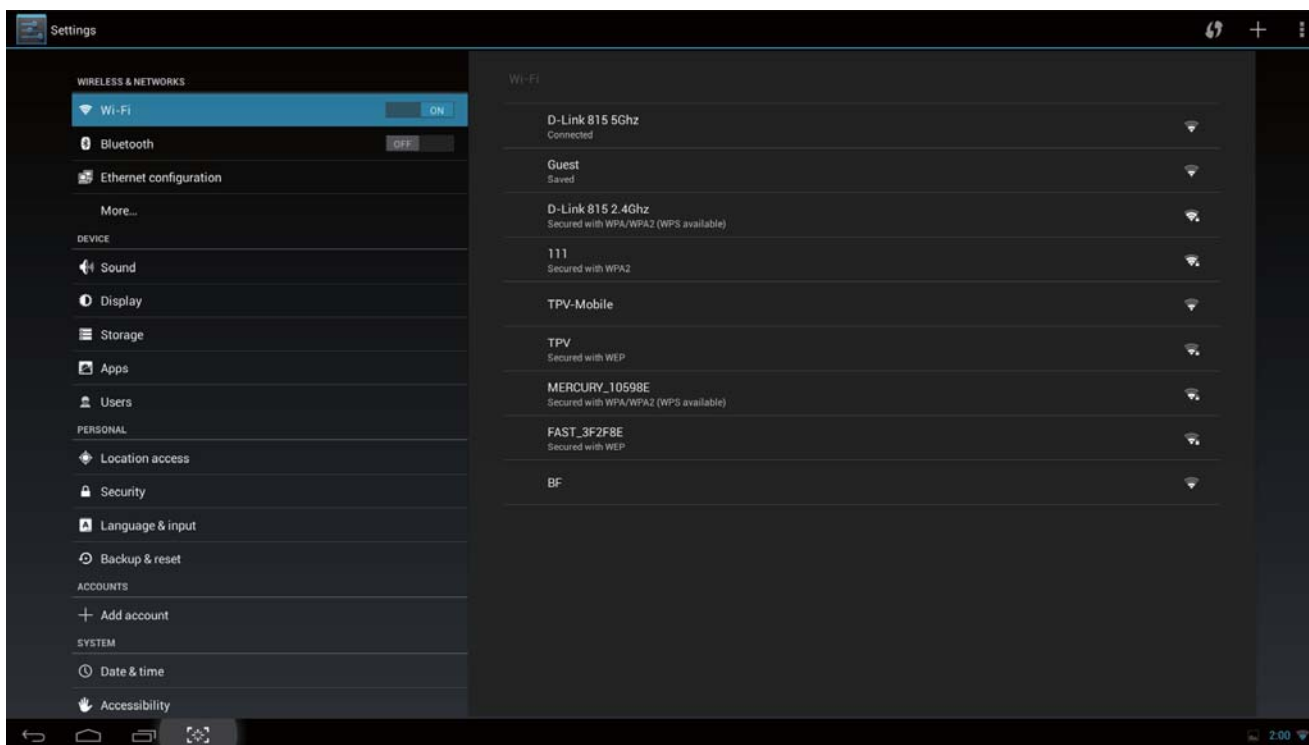 Settings
WIRELESS & NETWORKS
Wi-Fi
ON
Bluetooth
OFF
Ethernet configuration
More...
DEVICE
Sound
Display
Storage
Apps
Users
PERSONAL
Location access
Security
Language & input
Backup & reset
ACCOUNTS
Add account
SYSTEM
Date & time
Accessibility
Wi-Fi
D-Link 815 5Ghz
Connected
Guest
Saved
D-Link 815 2.4Ghz
Secured with WPA/WPA2 (WPS available)
111
Secured with WPA2
TPV-Mobile
TPV
Secured with WEP
MERCURY_10598E
Secured with WPA/WPA2 (WPS available)
FAST_3F2F8E
Secured with WEP
BF
2:00